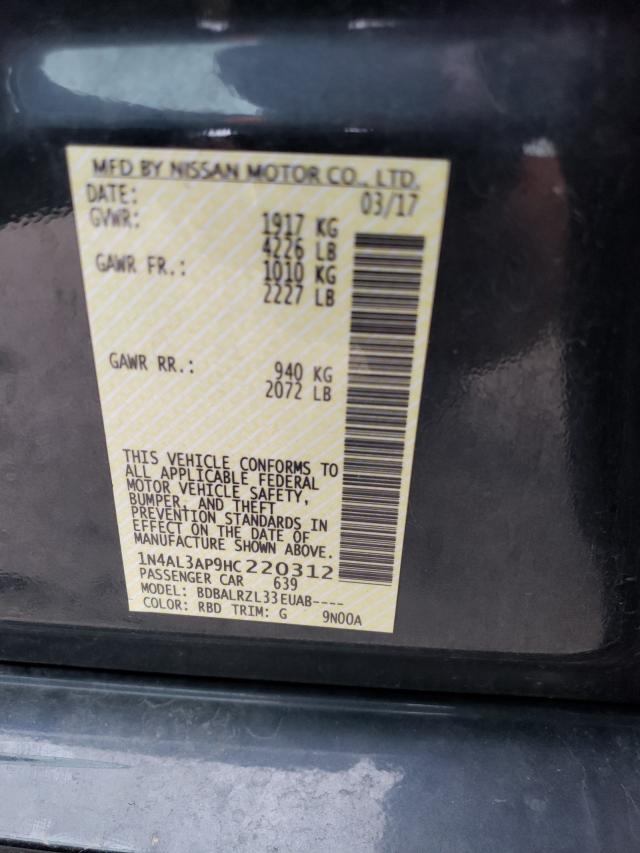 MFD BY NISSAN MOTOR CO., LTD.
DATE: 03/17
GVWR: 1917 KG
4226 LB
GAWR FR.: 1010 KG
2227 LB
GAWR RR.: 940 KG
2072 LB
THIS VEHICLE CONFORMS TO
ALL APPLICABLE FEDERAL
MOTOR VEHICLE SAFETY,
BUMPER, AND THEFT
PREVENTION STANDARDS IN
EFFECT ON THE DATE OF
MANUFACTURE SHOWN ABOVE.
1N4AL3AP9HC220312
PASSENGER CAR 639
MODEL: BDBALRZL33EUAB----
COLOR: RBD TRIM: G 9N00A